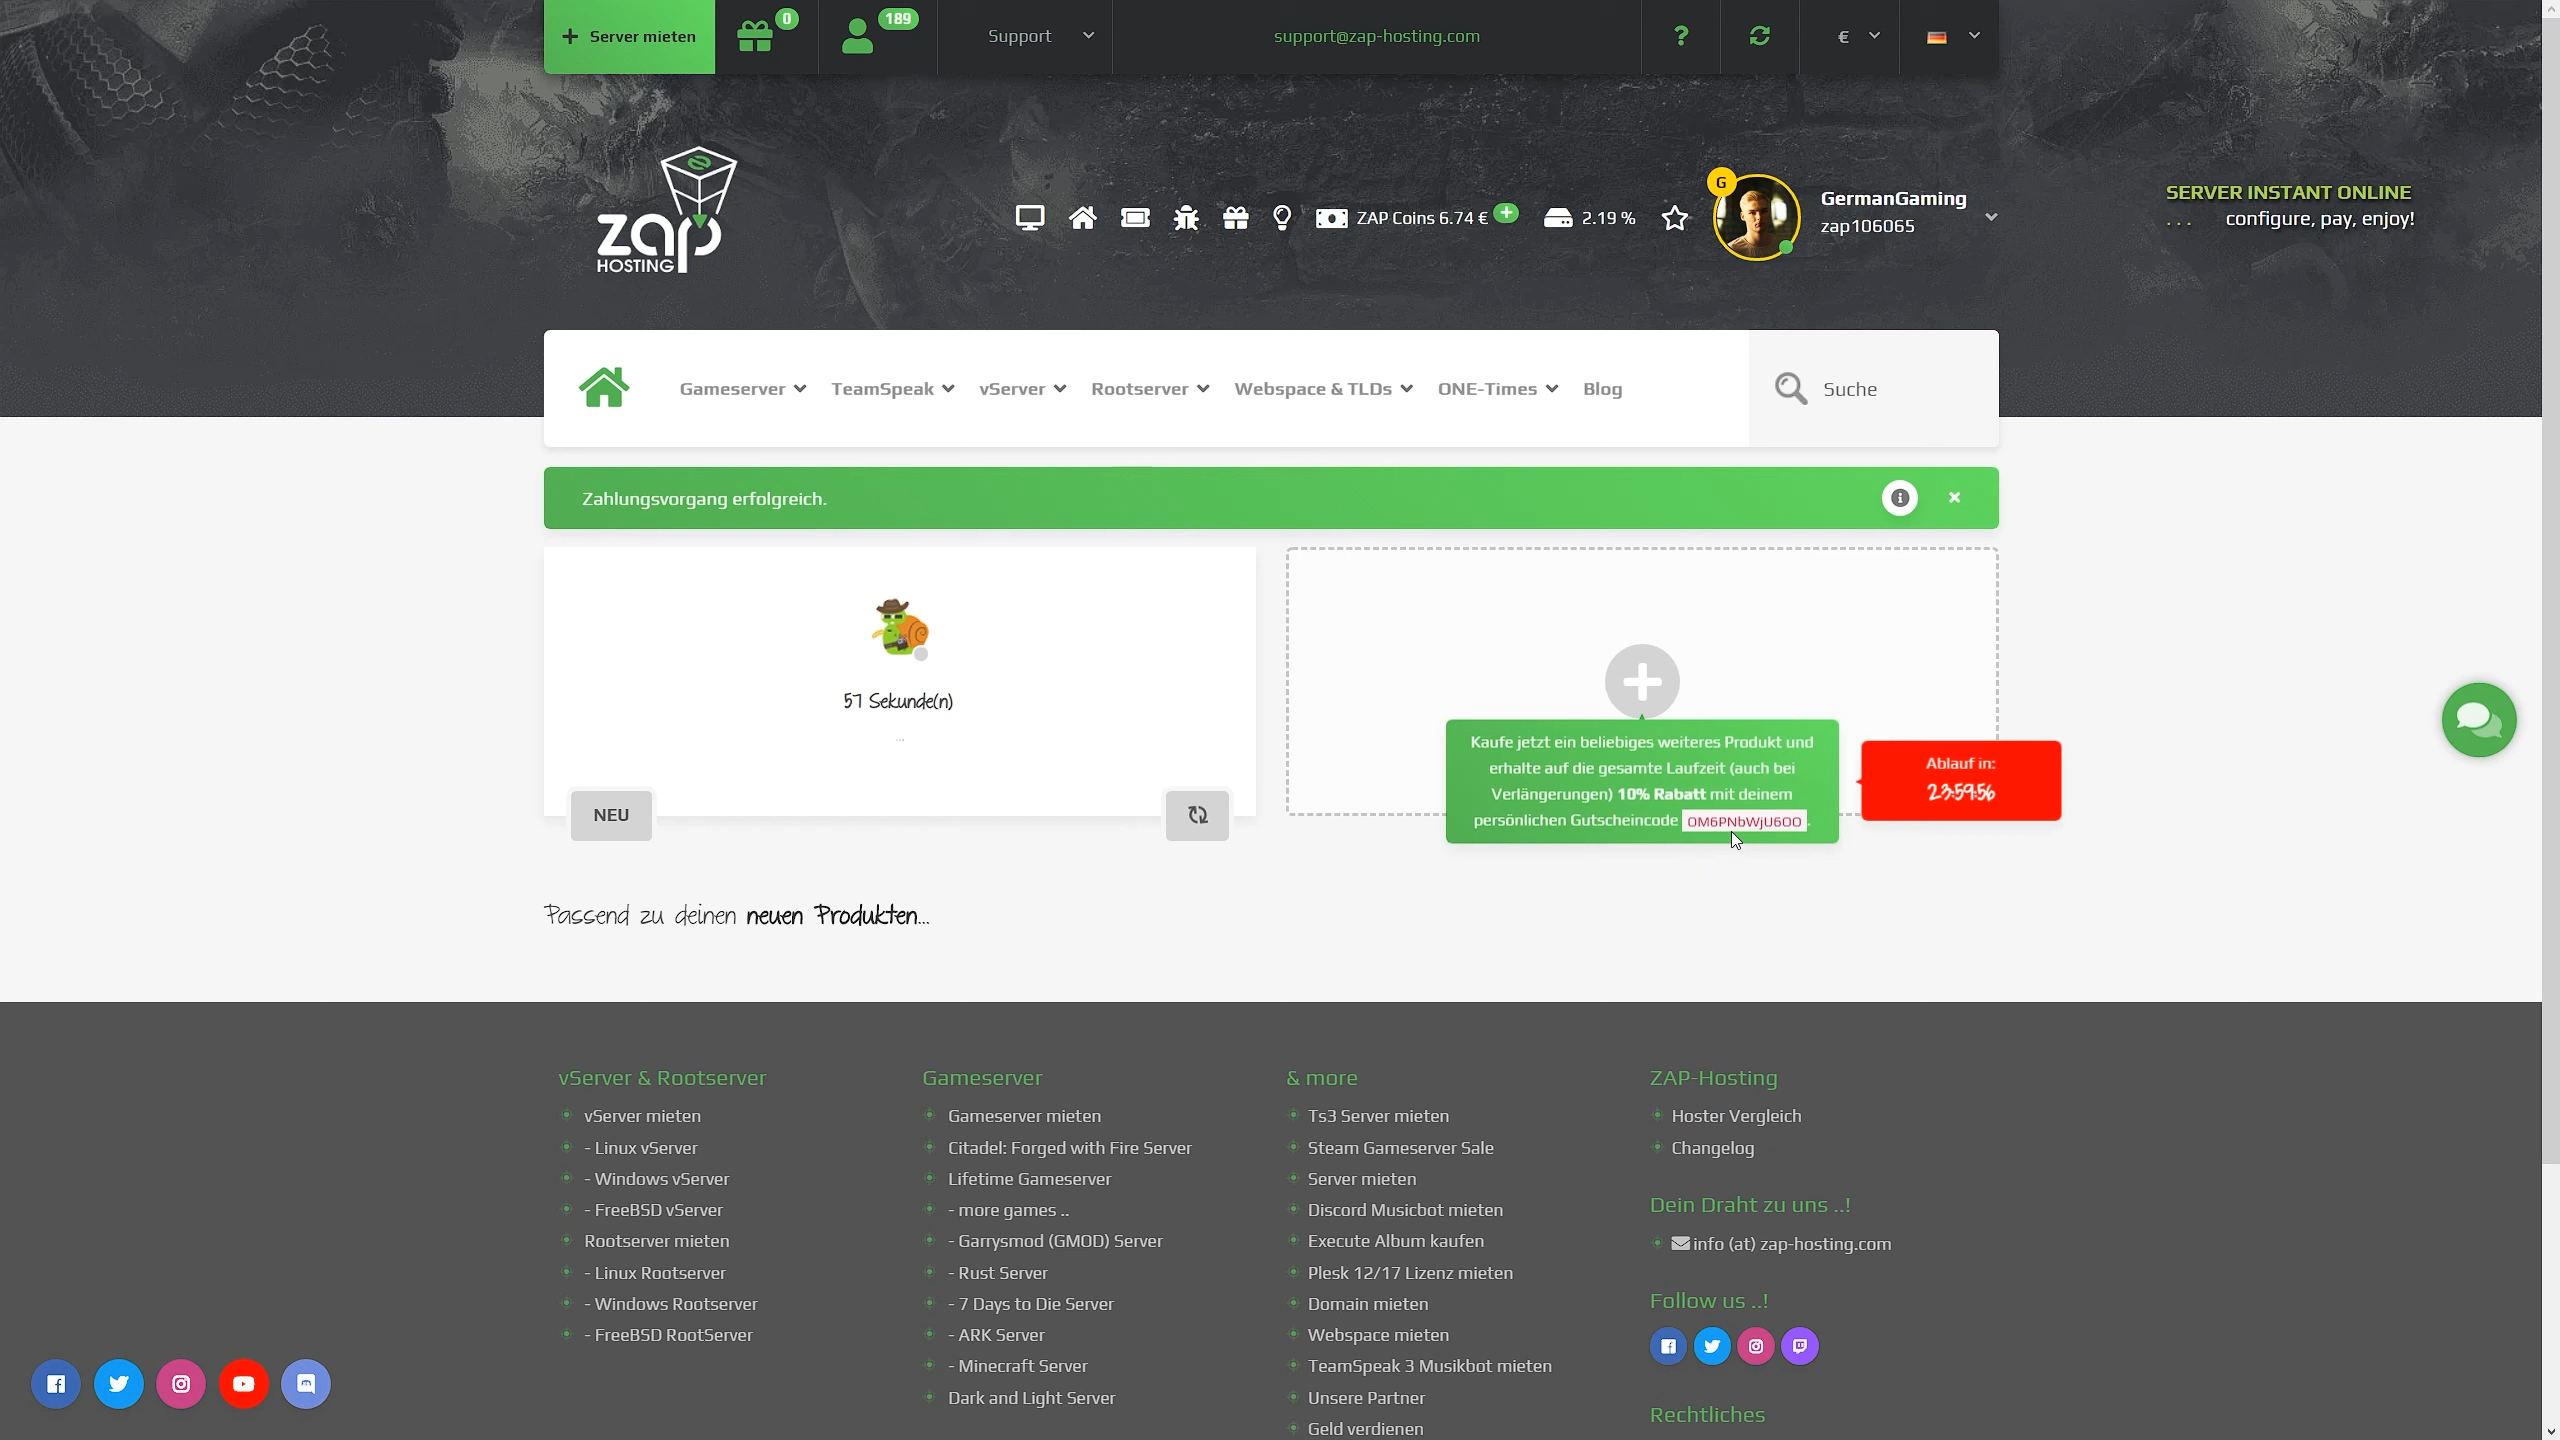 Server mieten
0
189
Support
support@zap-hosting.com
?
€
zap
HOSTING
ZAP Coins 6.74 €
2.19 %
G
GermanGaming
zap106065
SERVER INSTANT ONLINE
... configure, pay, enjoy!
Gameserver
TeamSpeak
vServer
Rootserver
Webspace & TLDs
ONE-Times
Blog
Suche
Zahlungsvorgang erfolgreich.
57 Sekunde(n)
...
NEU
Kaufe jetzt ein beliebiges weiteres Produkt und
erhalte auf die gesamte Laufzeit (auch bei
Verlängerungen) 10% Rabatt mit deinem
persönlichen Gutscheincode OM6PNbWjU6OO.
Ablauf in:
23:59:56
Passend zu deinen neuen Produkten...
vServer & Rootserver
vServer mieten
- Linux vServer
- Windows vServer
- FreeBSD vServer
Rootserver mieten
- Linux Rootserver
- Windows Rootserver
- FreeBSD RootServer
Gameserver
Gameserver mieten
Citadel: Forged with Fire Server
Lifetime Gameserver
- more games ..
- Garrysmod (GMOD) Server
- Rust Server
- 7 Days to Die Server
- ARK Server
- Minecraft Server
Dark and Light Server
& more
Ts3 Server mieten
Steam Gameserver Sale
Server mieten
Discord Musicbot mieten
Execute Album kaufen
Plesk 12/17 Lizenz mieten
Domain mieten
Webspace mieten
TeamSpeak 3 Musikbot mieten
Unsere Partner
Geld verdienen
ZAP-Hosting
Hoster Vergleich
Changelog
Dein Draht zu uns ..!
info (at) zap-hosting.com
Follow us ..!
Rechtliches